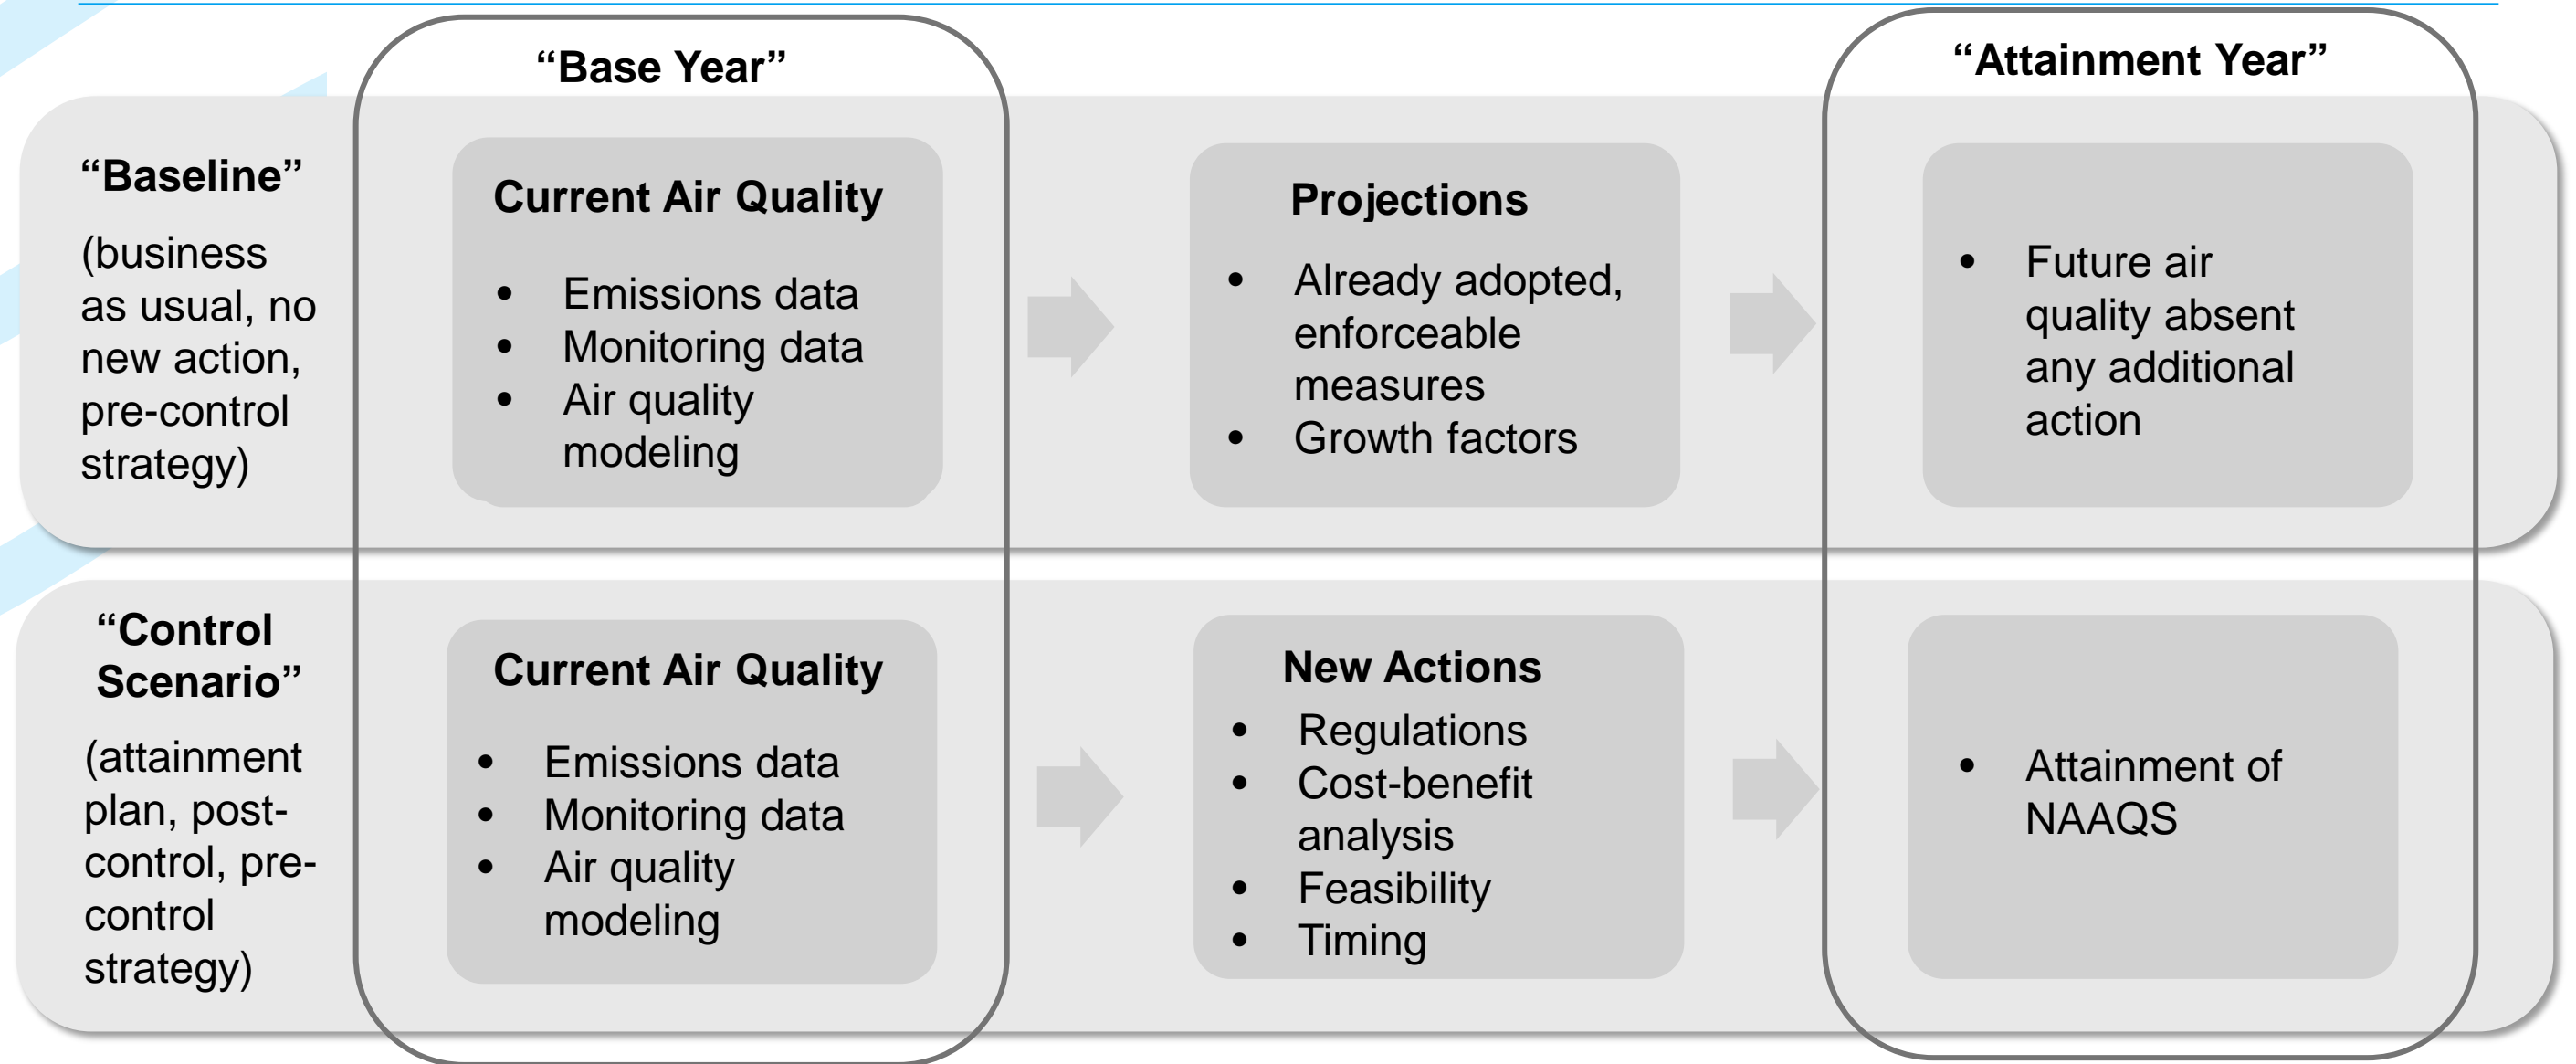 “Base Year”
“Attainment Year”
“Baseline”
(business
as usual, no
new action,
pre-control
strategy)
Current Air Quality
• Emissions data
• Monitoring data
• Air quality
modeling
Projections
• Already adopted,
enforceable
measures
• Growth factors
• Future air
quality absent
any additional
action
“Control
Scenario”
(attainment
plan, post-
control, pre-
control
strategy)
Current Air Quality
• Emissions data
• Monitoring data
• Air quality
modeling
New Actions
• Regulations
• Cost-benefit
analysis
• Feasibility
• Timing
• Attainment of
NAAQS